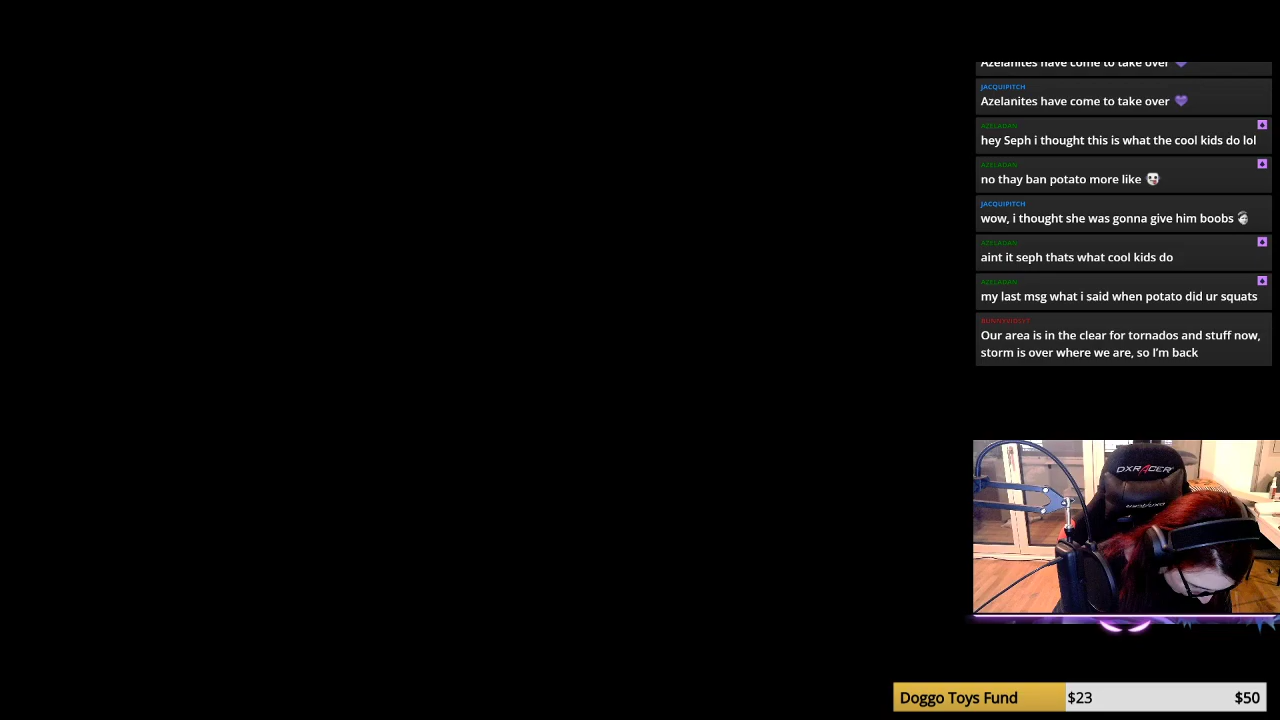 Azelanites have come to take over
JACQUIPITCH
Azelanites have come to take over
AZELADAN
hey Seph i thought this is what the cool kids do lol
AZELADAN
no thay ban potato more like
JACQUIPITCH
wow, i thought she was gonna give him boobs
AZELADAN
aint it seph thats what cool kids do
AZELADAN
my last msg what i said when potato did ur squats
Our area is in the clear for tornados and stuff now,
storm is over where we are, so I'm back
DXRACER
Doggo Toys Fund $23 $50